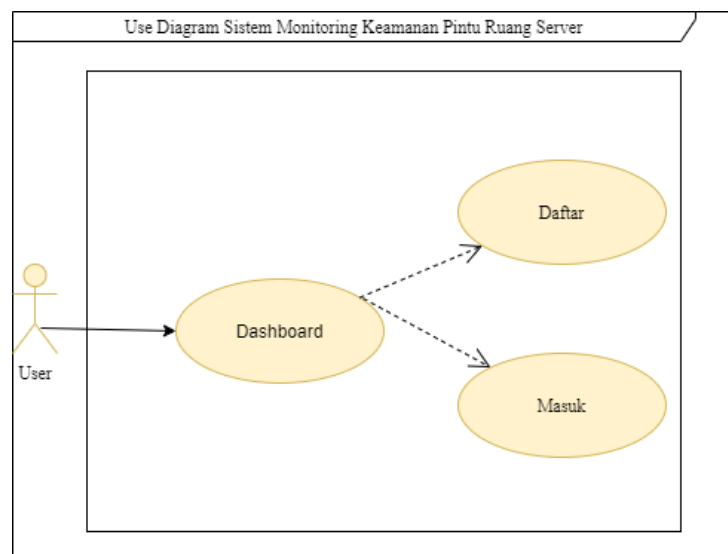 Use Diagram Sistem Monitoring Keamanan Pintu Ruang Server
Daftar
Dashboard
User
Masuk